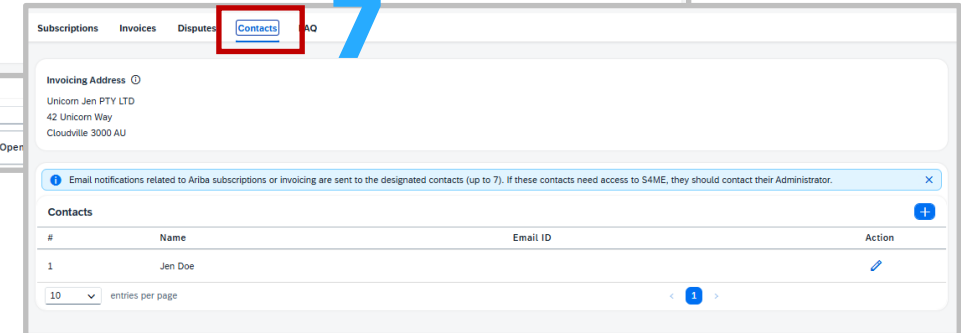 7
Subscriptions Invoices Disputes Contacts FAQ
Invoicing Address
Unicorn Jen PTY LTD
42 Unicorn Way
Cloudville 3000 AU
Open
Email notifications related to Ariba subscriptions or invoicing are sent to the designated contacts (up to 7). If these contacts need access to S4ME, they should contact their Administrator.
Contacts
# Name Email ID Action
1 Jen Doe
10 entries per page
1